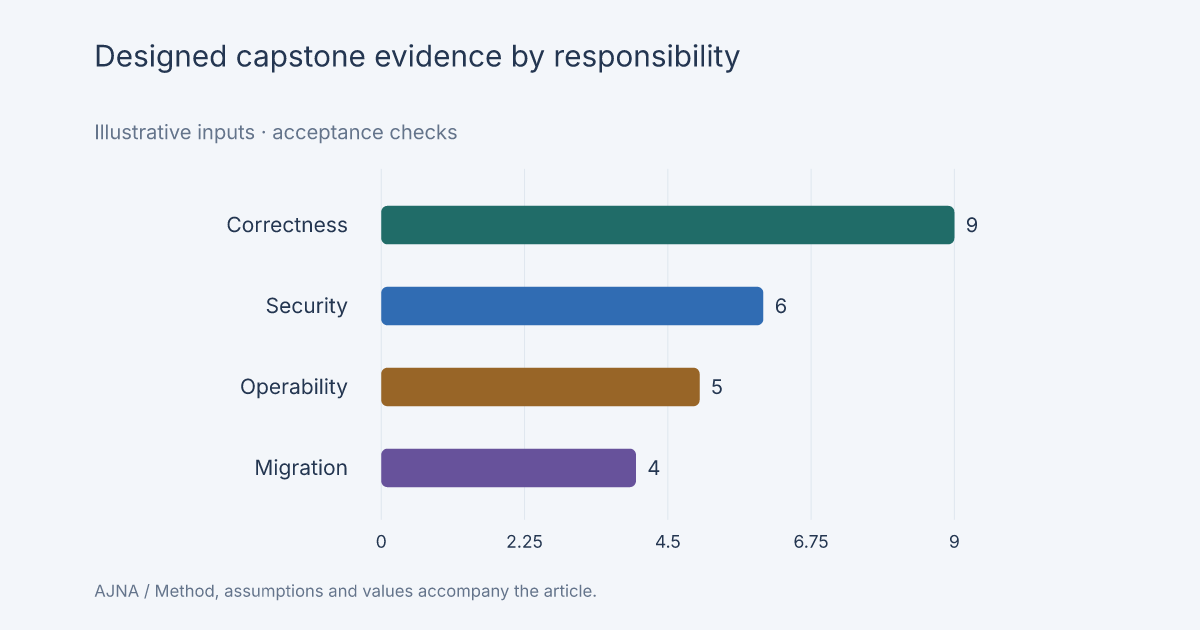 Designed capstone evidence by responsibility
Illustrative inputs · acceptance checks
Correctness 9
Security 6
Operability 5
Migration 4
0 2.25 4.5 6.75 9
AJNA / Method, assumptions and values accompany the article.